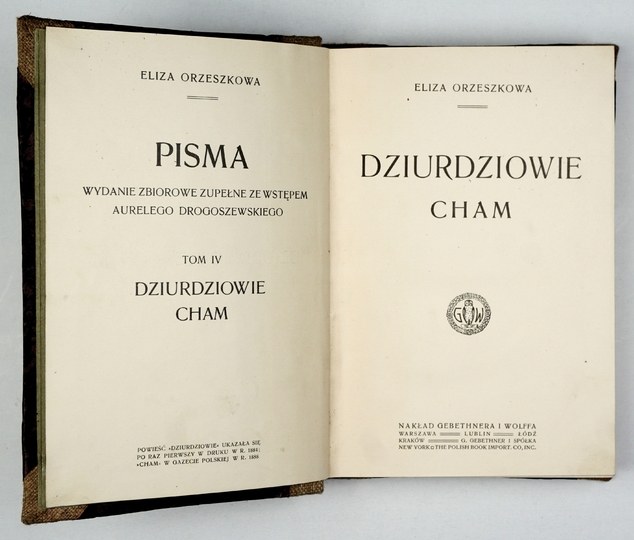 ELIZA ORZESZKOWA
PISMA
WYDANIE ZBIOROWE ZUPEŁNE ZE WSTĘPEM
AURELEGO DROGOSZEWSKIEGO
TOM IV
DZIURDZIOWIE
CHAM
POWIEŚĆ »DZIURDZIOWIE« UKAZAŁA SIĘ
PO RAZ PIERWSZY W DRUKU W R. 1885;
»CHAM« W GAZECIE POLSKIEJ W R. 1888
ELIZA ORZESZKOWA
DZIURDZIOWIE
CHAM
G W
NAKŁAD GEBETHNERA I WOLFFA
WARSZAWA LUBLIN ŁÓDŹ
KRAKÓW G. GEBETHNER I SPÓŁKA
NEW YORK: THE POLISH BOOK IMPORT. CO, INC.